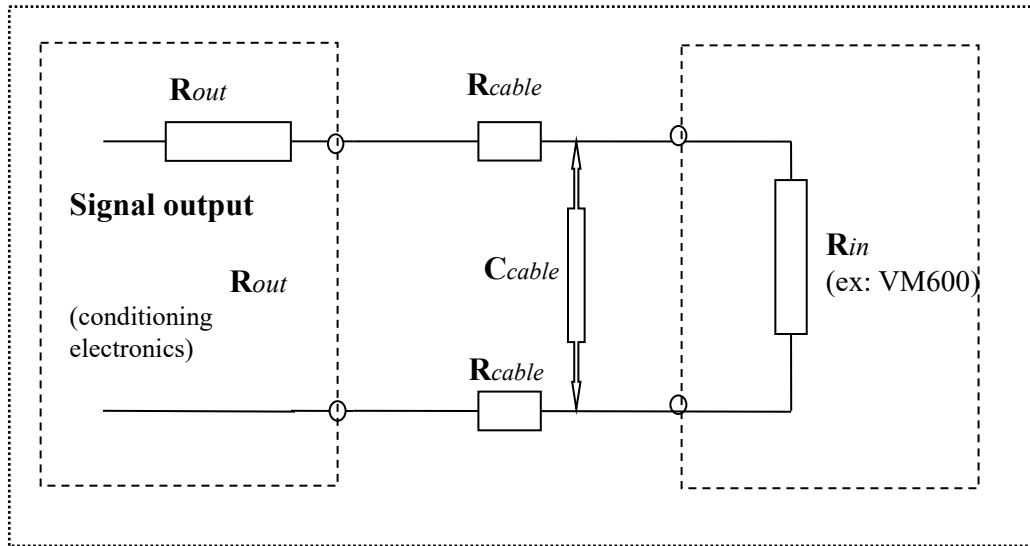 Rout
Rcable
Signal output
Rout
Ccable
Rin
(ex: VM600)
(conditioning
electronics)
Rcable